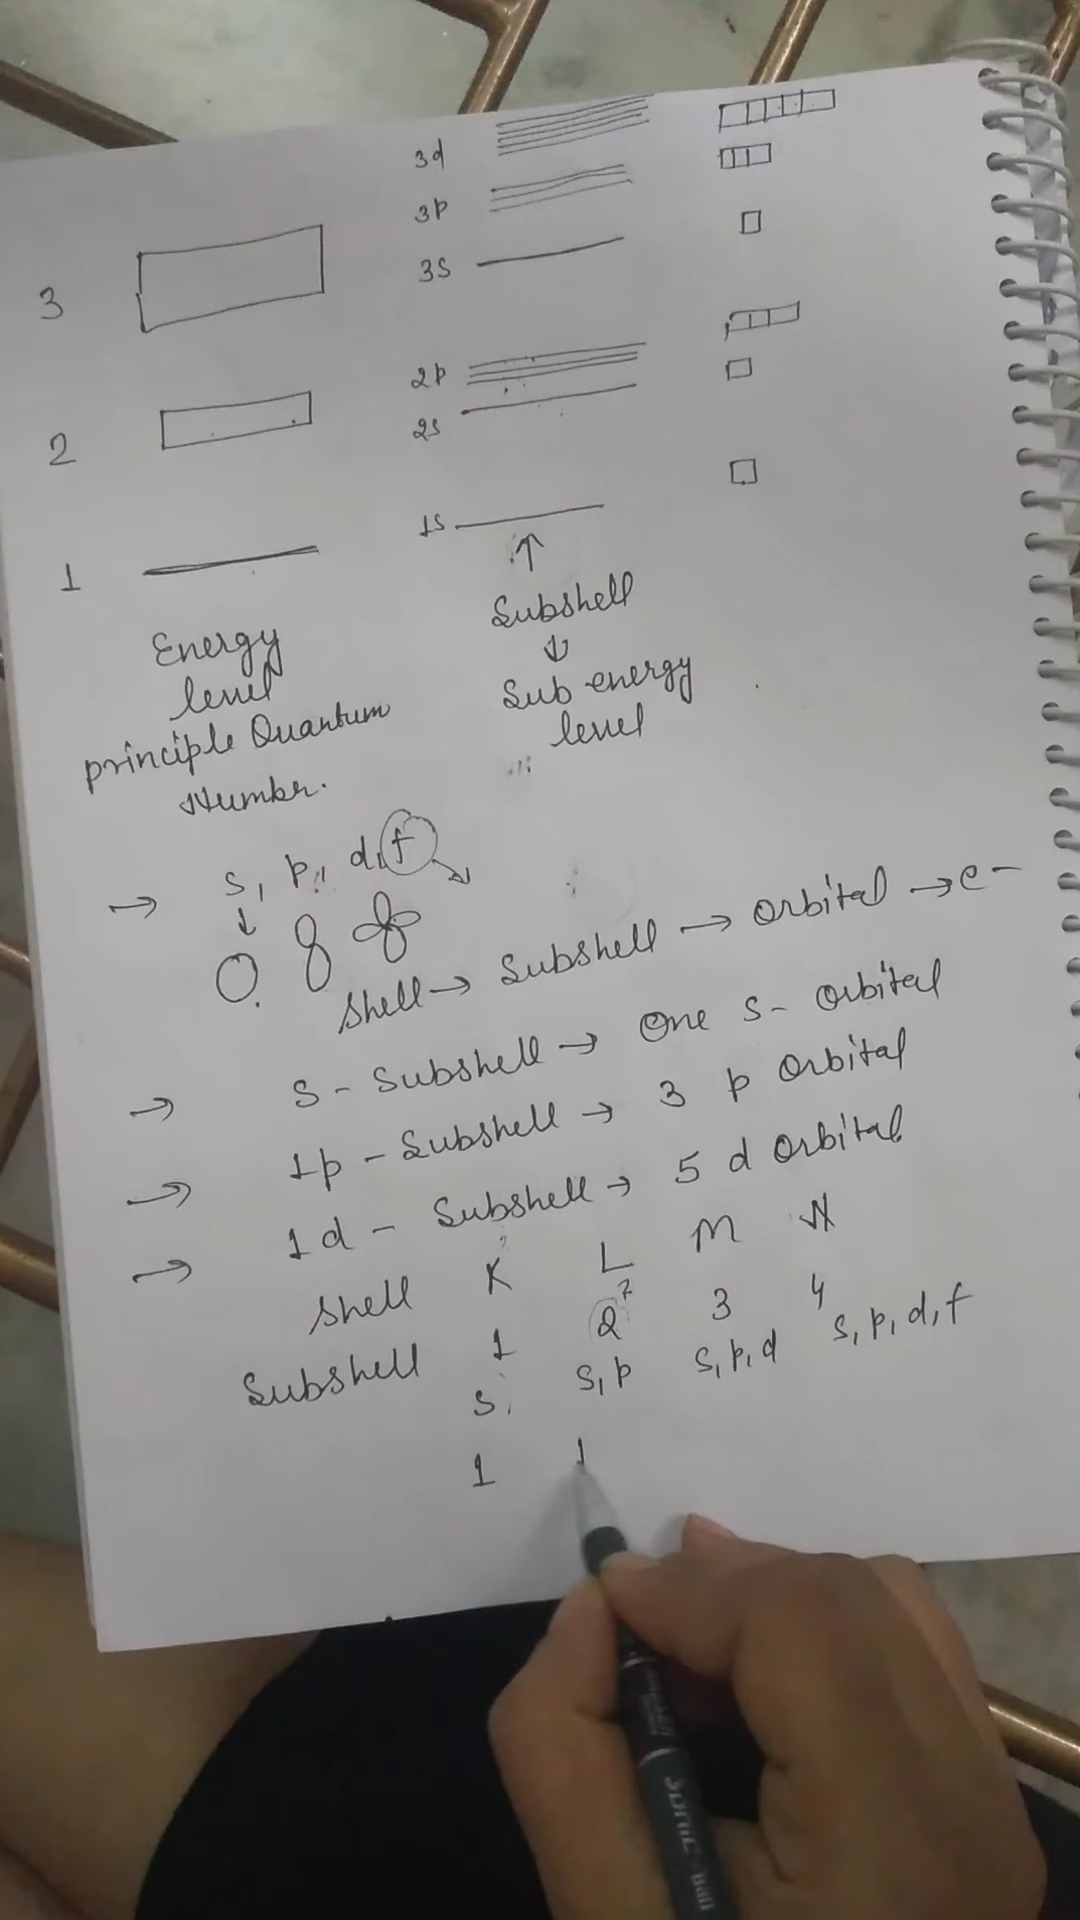 3d
3p
3
3s
2p
2
2s
1s
1
Energy
level
principle Quantum
Number.
Subshell
Sub energy
level
→ s, p, d, f
Shell → Subshell → Orbital → e-
→ S - Subshell → One s - Orbital
→ 1p - Subshell → 3 p Orbital
→ 1d - Subshell → 5 d Orbital
Shell K L M N
1 2 3 4
Subshell s, s, p s, p, d s, p, d, f
1 1